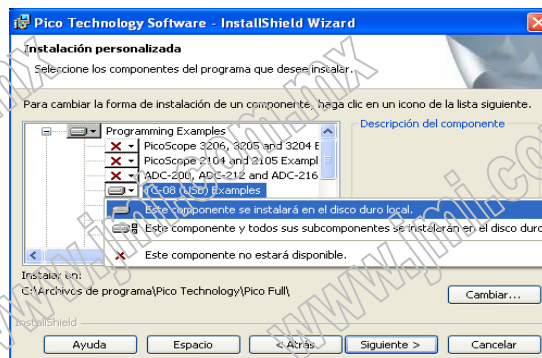 Pico Technology Software - InstallShield Wizard
Instalación personalizada
Seleccione los componentes del programa que desee instalar.
Para cambiar la forma de instalación de un componente, haga clic en un icono de la lista siguiente.
Programming Examples
Descripción del componente
PicoScope 3206, 3205 and 3204 E
PicoScope 2104 and 2105 Exampl
ADC-200, ADC-212 and ADC-216
TC-08 (USB) Examples
Este componente se instalará en el disco duro local.
Este componente y todos sus subcomponentes se instalarán en el disco duro
Este componente no estará disponible.
Instalar en:
C:\Archivos de programa\Pico Technology\Pico Full\
Cambiar...
InstallShield
Ayuda
Espacio
< Atrás
Siguiente >
Cancelar
www.jmi.com.mx